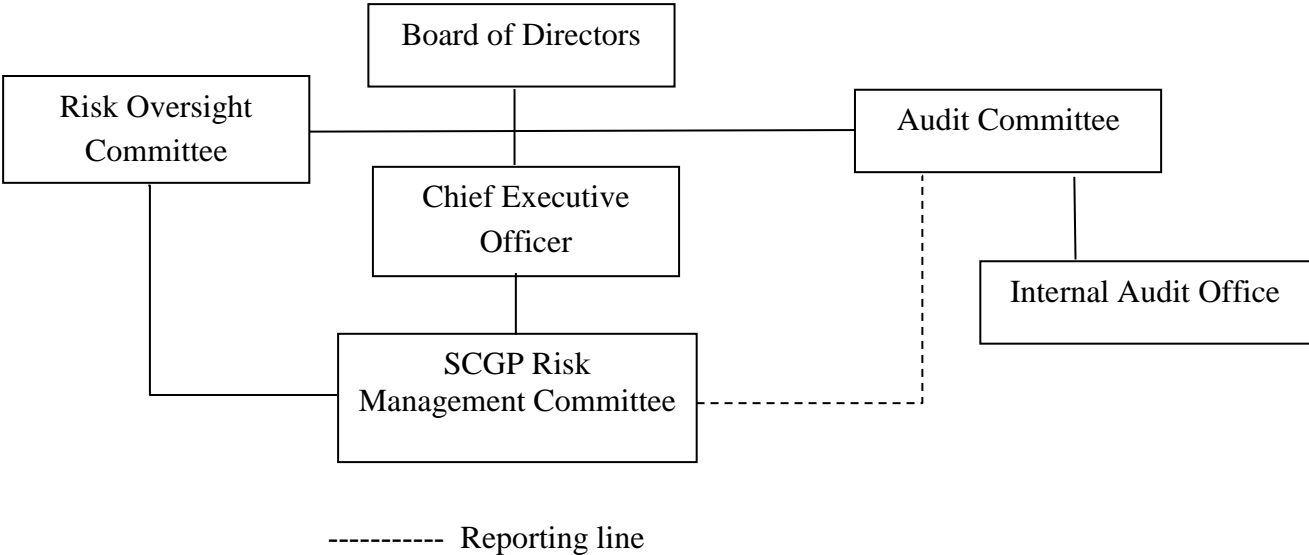 Board of Directors
Risk Oversight
Committee
Audit Committee
Chief Executive
Officer
Internal Audit Office
SCGP Risk
Management Committee
----------- Reporting line